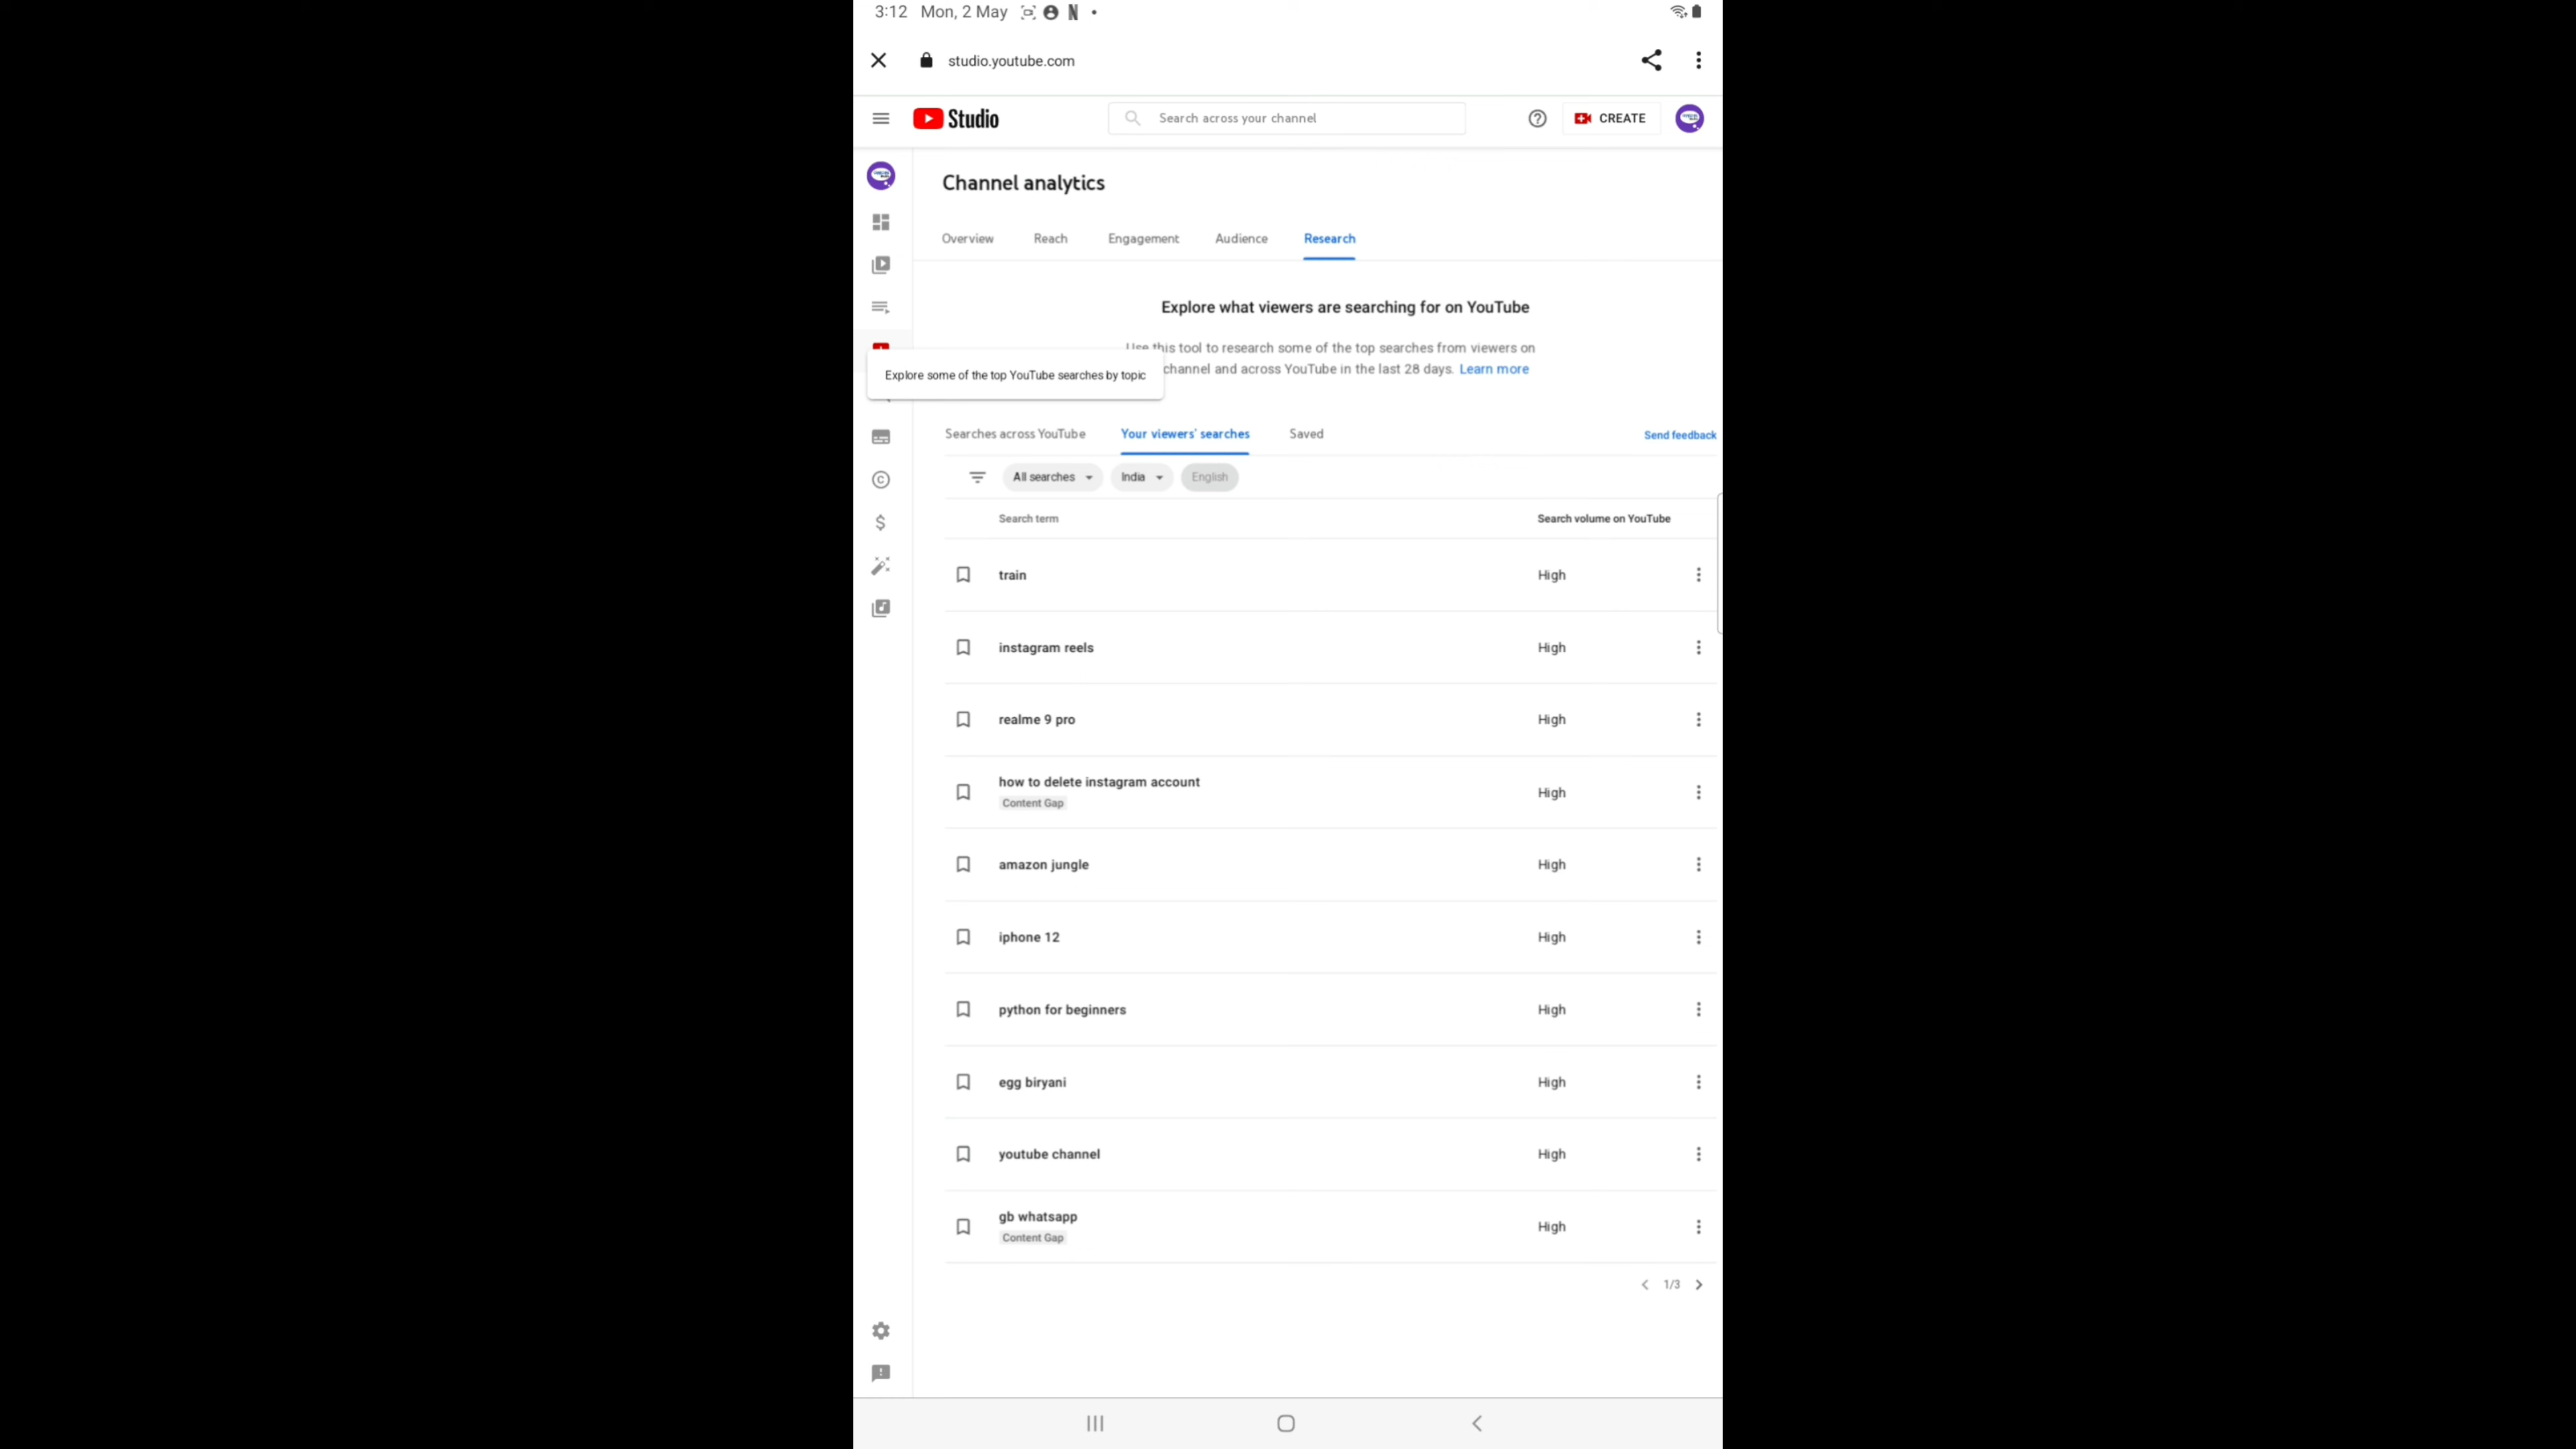 3:12 Mon, 2 May
studio.youtube.com
Studio
Search across your channel
CREATE
Channel analytics
Overview Reach Engagement Audience Research
Explore what viewers are searching for on YouTube
Use this tool to research some of the top searches from viewers on
channel and across YouTube in the last 28 days. Learn more
Explore some of the top YouTube searches by topic
Searches across YouTube Your viewers' searches Saved Send feedback
All searches India English
Search term Search volume on YouTube
train High
instagram reels High
realme 9 pro High
how to delete instagram account High
Content Gap
amazon jungle High
iphone 12 High
python for beginners High
egg biryani High
youtube channel High
gb whatsapp High
Content Gap
1/3